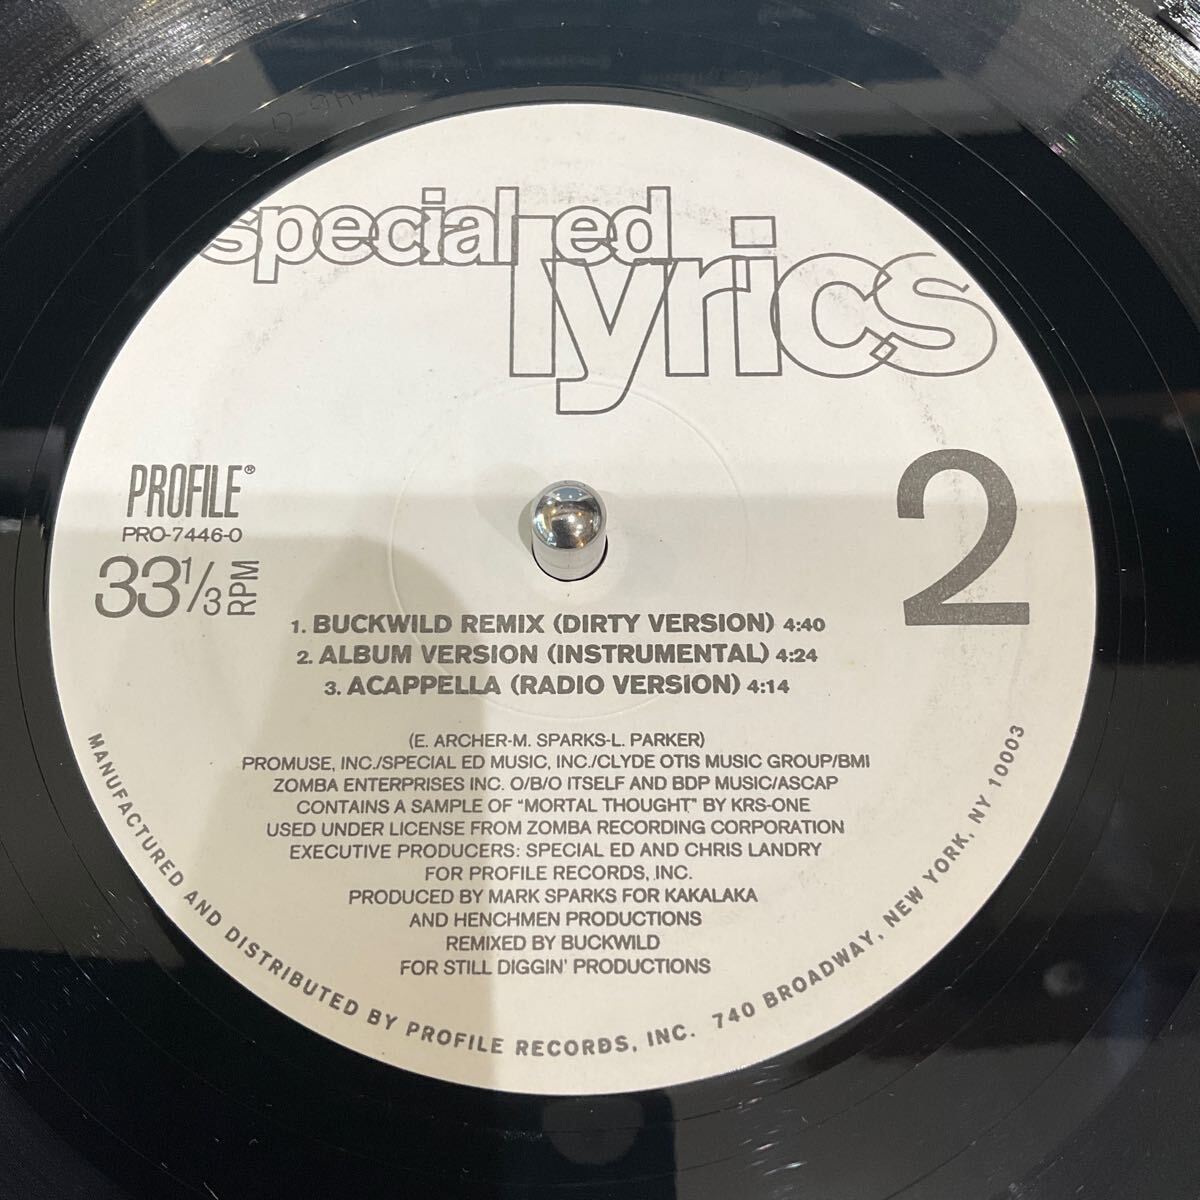 special ed
lyrics
PROFILE®
PRO-7446-0
33 1/3 RPM
2
1. BUCKWILD REMIX (DIRTY VERSION) 4:40
2. ALBUM VERSION (INSTRUMENTAL) 4:24
3. ACAPPELLA (RADIO VERSION) 4:14
(E. ARCHER-M. SPARKS-L. PARKER)
PROMUSE, INC./SPECIAL ED MUSIC, INC./CLYDE OTIS MUSIC GROUP/BMI
ZOMBA ENTERPRISES INC. O/B/O ITSELF AND BDP MUSIC/ASCAP
CONTAINS A SAMPLE OF "MORTAL THOUGHT" BY KRS-ONE
USED UNDER LICENSE FROM ZOMBA RECORDING CORPORATION
EXECUTIVE PRODUCERS: SPECIAL ED AND CHRIS LANDRY
FOR PROFILE RECORDS, INC.
PRODUCED BY MARK SPARKS FOR KAKALAKA
AND HENCHMEN PRODUCTIONS
REMIXED BY BUCKWILD
FOR STILL DIGGIN' PRODUCTIONS
MANUFACTURED AND DISTRIBUTED BY PROFILE RECORDS, INC. 740 BROADWAY, NEW YORK, NY 10003